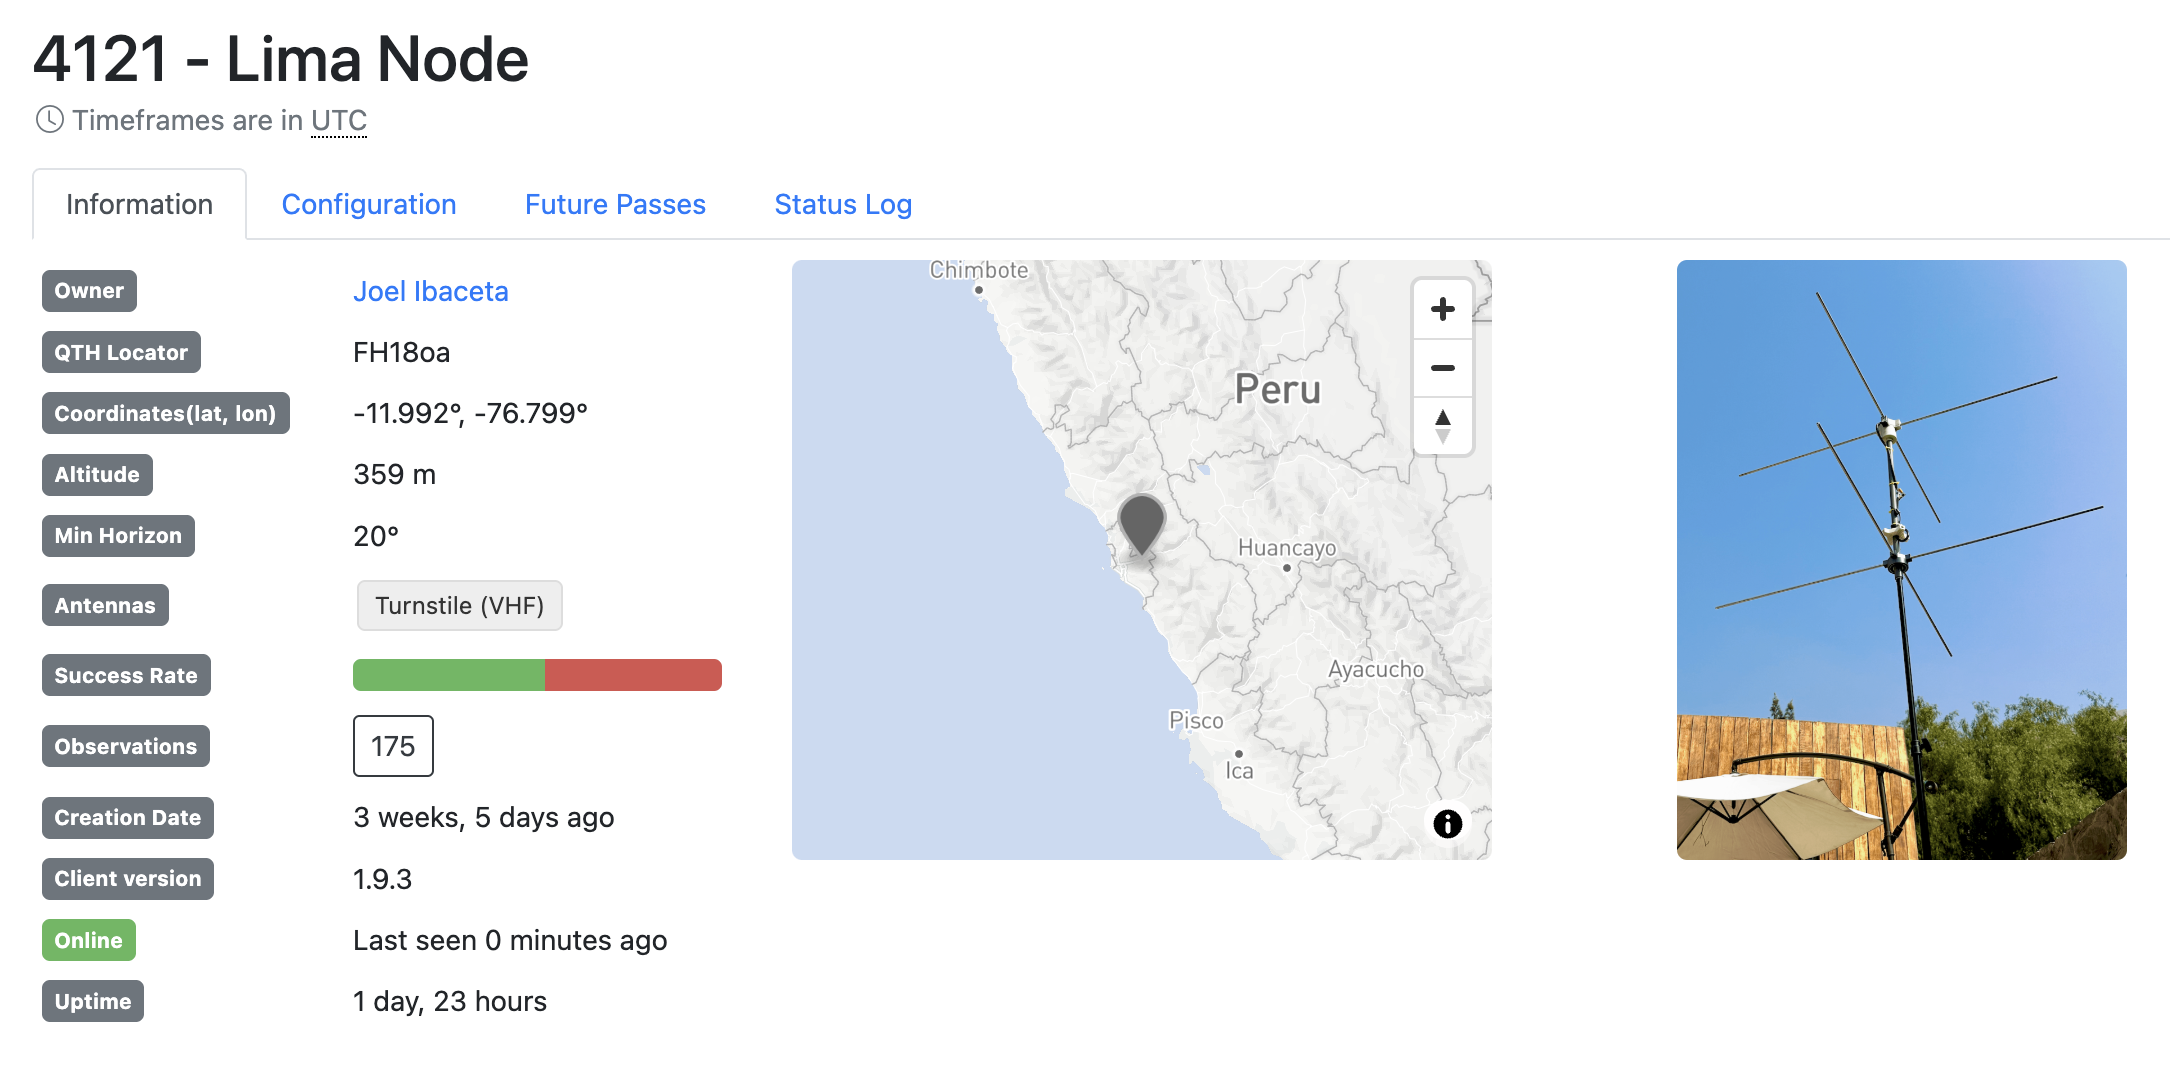 4121 - Lima Node
Timeframes are in UTC
Information
Configuration
Future Passes
Status Log
Owner
Joel Ibaceta
QTH Locator
FH18oa
Coordinates(lat, lon)
-11.992°, -76.799°
Altitude
359 m
Min Horizon
20°
Antennas
Turnstile (VHF)
Success Rate
Observations
175
Creation Date
3 weeks, 5 days ago
Client version
1.9.3
Online
Last seen 0 minutes ago
Uptime
1 day, 23 hours
Chimbote
Peru
Huancayo
Ayacucho
Pisco
Ica